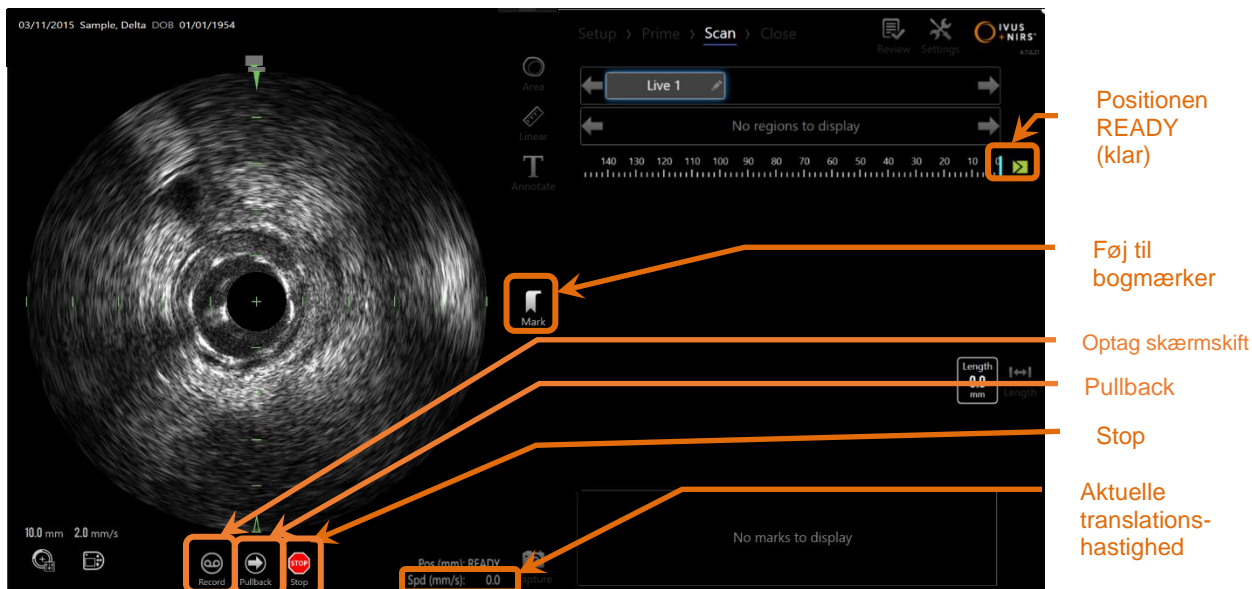 03/11/2015 Sample, Delta DOB 01/01/1954
Setup > Prime > Scan > Close
Review
Settings
IVUS
+NIRS
Area
Linear
Annotate
Live 1
No regions to display
140 130 120 110 100 90 80 70 60 50 40 30 20 10 0
Positionen
READY
(klar)
Føj til
bogmærker
Mark
Optag skærmskift
Length
0.0
mm
Length
Pullback
Stop
Aktuelle
translations-
hastighed
10.0 mm 2.0 mm/s
Record
Pullback
STOP
Stop
Pos (mm): READY
Spd (mm/s): 0.0
No marks to display